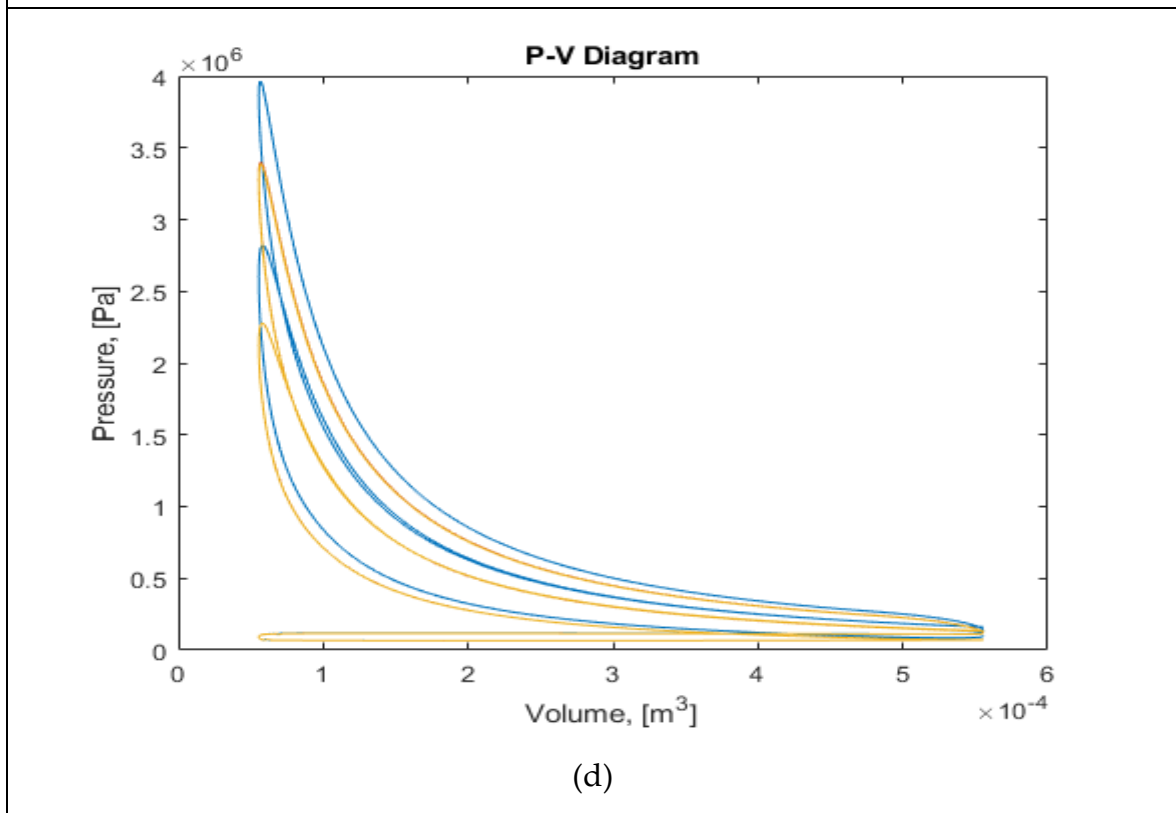 P-V Diagram
×10^6
4
3.5
3
2.5
2
1.5
1
0.5
0
Pressure, [Pa]
0 1 2 3 4 5 6
Volume, [m^3]
×10^-4
(d)